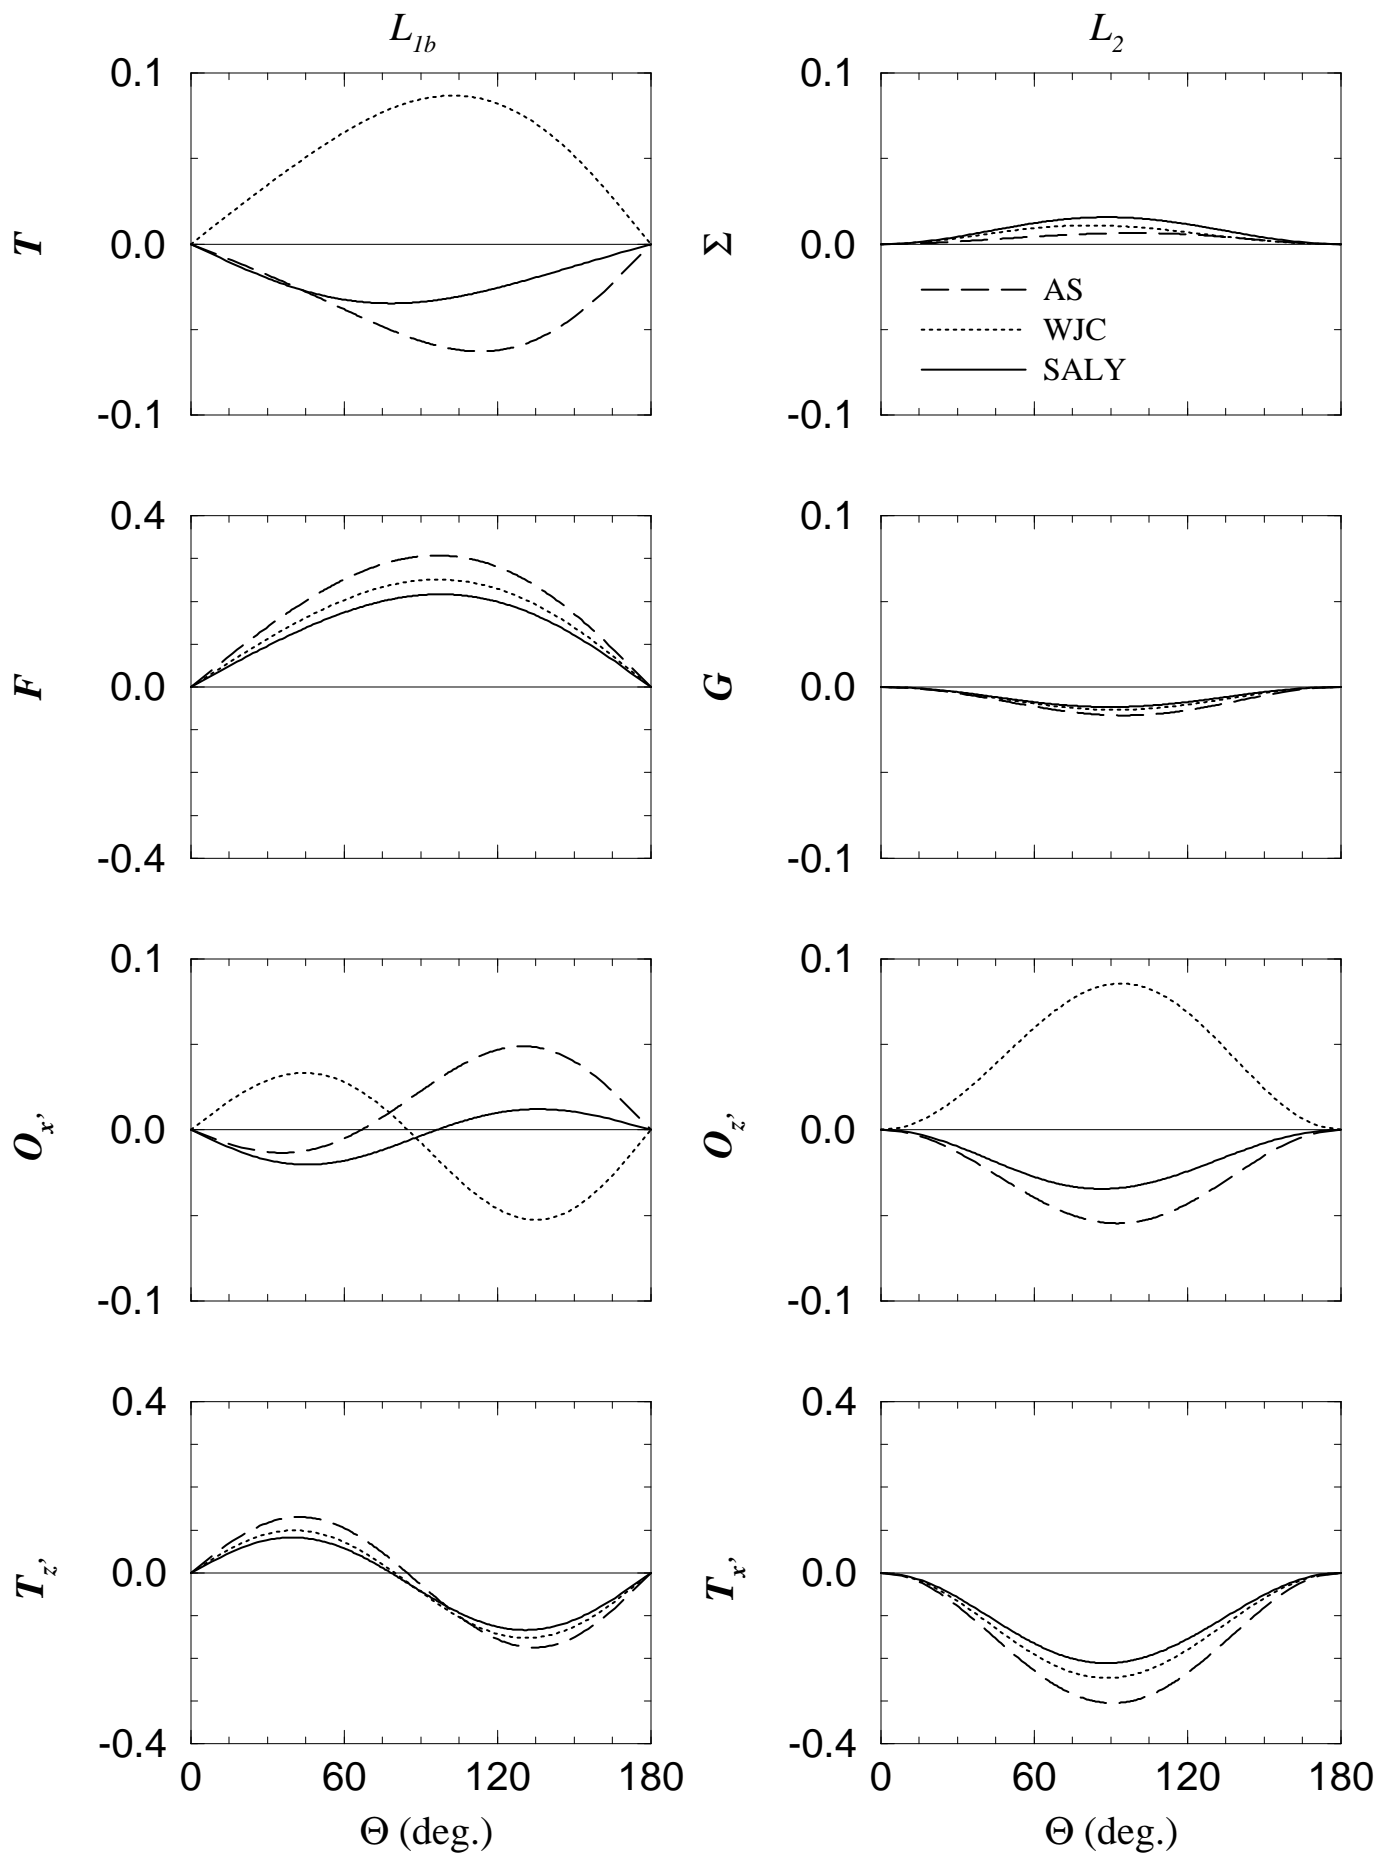 L1b L2
0.1 0.1
T 0.0 Σ 0.0
AS
WJC
SALY
-0.1 -0.1
0.4 0.1
F 0.0 G 0.0
-0.4 -0.1
0.1 0.1
Ox’ 0.0 Oz’ 0.0
-0.1 -0.1
0.4 0.4
Tz’ 0.0 Tx’ 0.0
-0.4 -0.4
0 60 120 180 0 60 120 180
Θ (deg.) Θ (deg.)